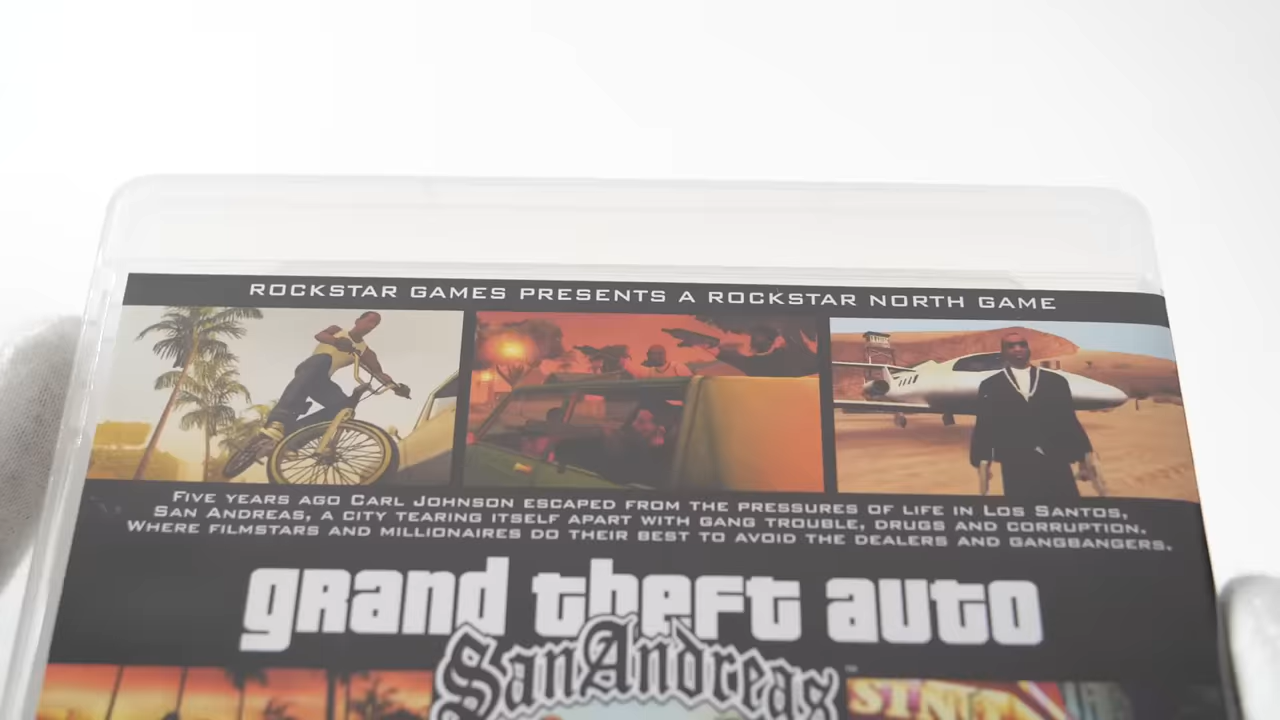 ROCKSTAR GAMES PRESENTS A ROCKSTAR NORTH GAME
FIVE YEARS AGO CARL JOHNSON ESCAPED FROM THE PRESSURES OF LIFE IN LOS SANTOS,
SAN ANDREAS, A CITY TEARING ITSELF APART WITH GANG TROUBLE, DRUGS AND CORRUPTION.
WHERE FILMSTARS AND MILLIONAIRES DO THEIR BEST TO AVOID THE DEALERS AND GANGBANGERS.
grand theft auto
San Andreas